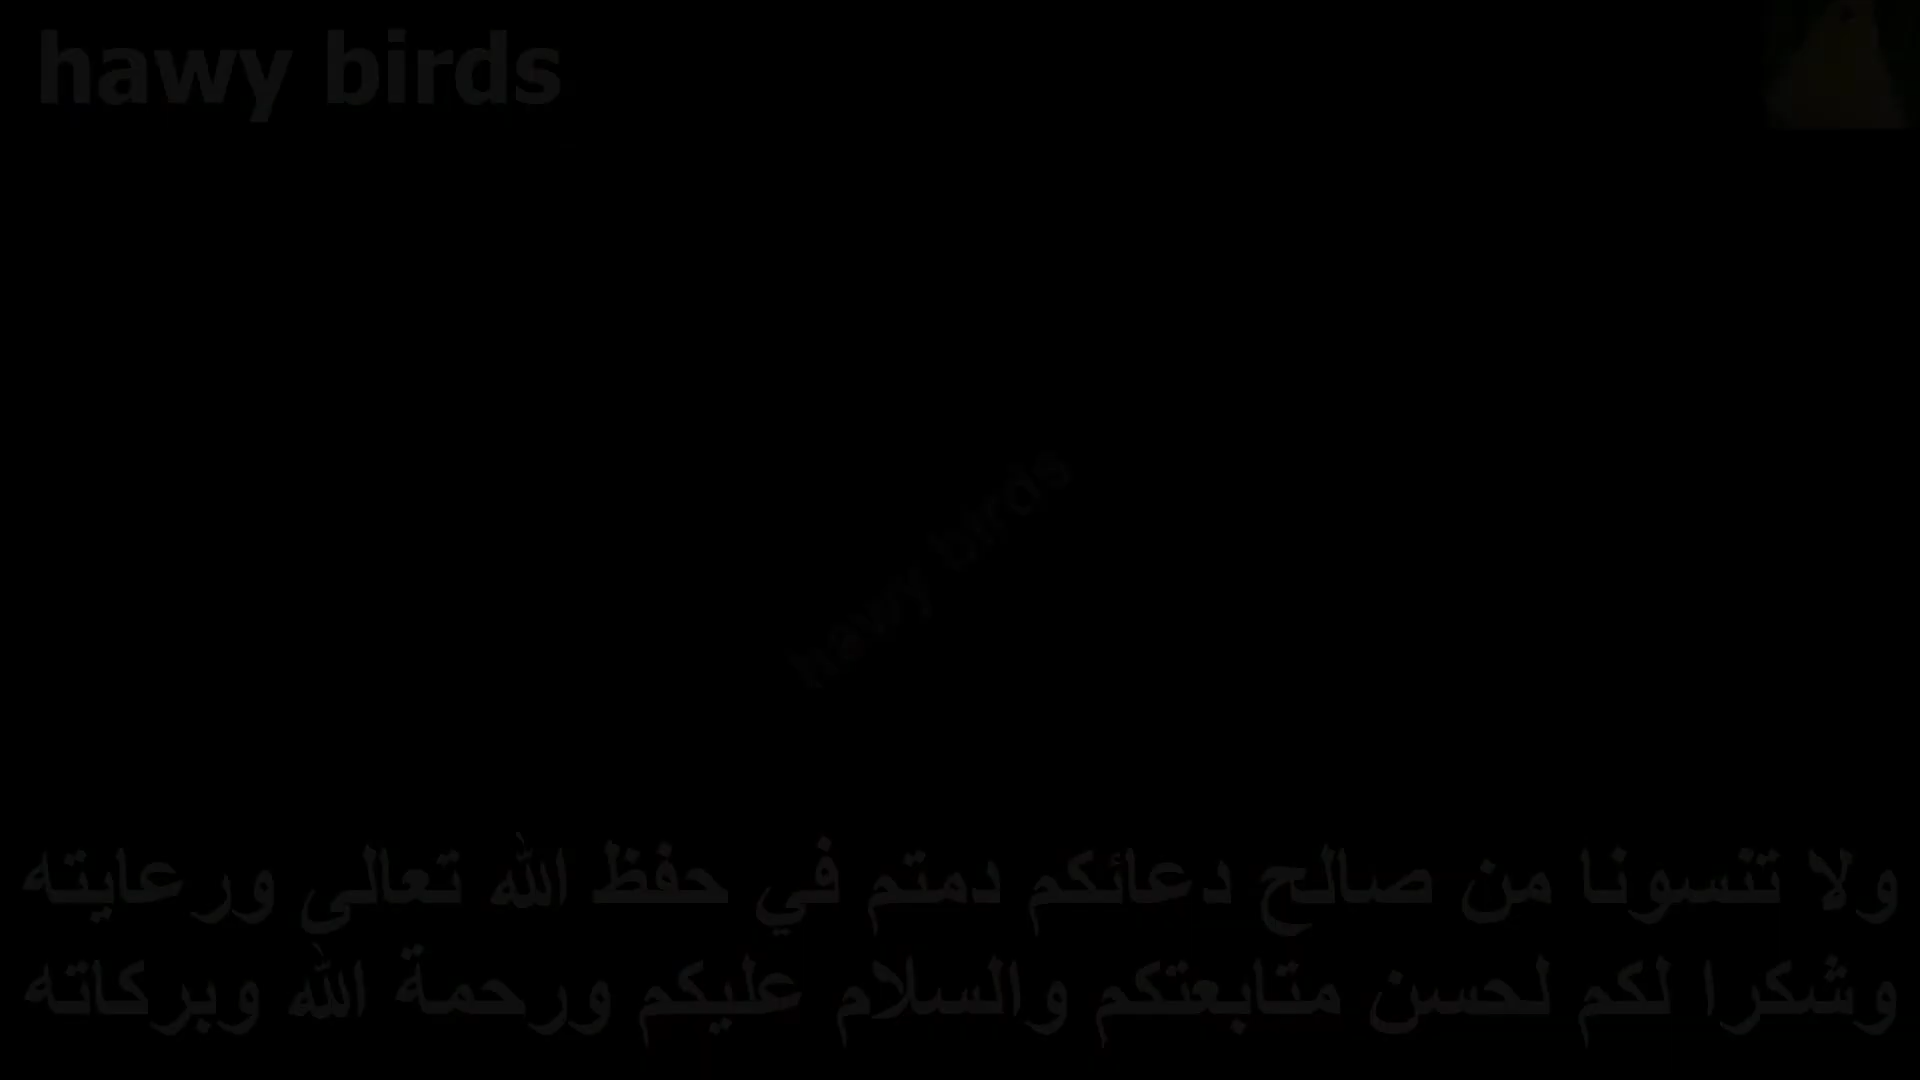 hawy birds
hawy birds
ولا تنسونا من صالح دعائكم دمتم في حفظ الله تعالى ورعايته
وشكرا لكم لحسن متابعتكم والسلام عليكم ورحمة الله وبركاته